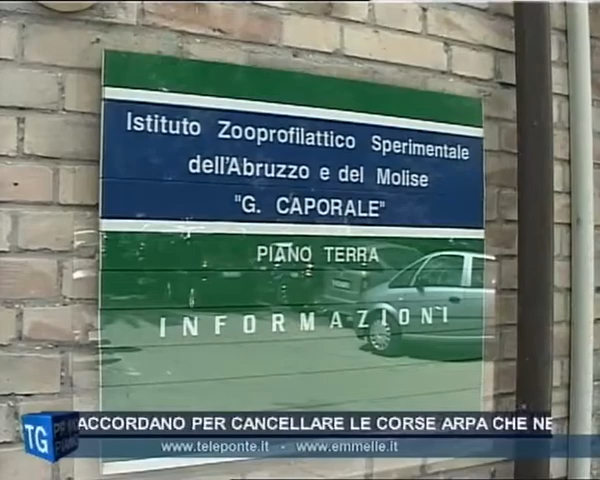 Istituto Zooprofilattico Sperimentale
dell'Abruzzo e del Molise
"G. CAPORALE"
PIANO TERRA
INFORMAZIONI
TG
ACCORDANO PER CANCELLARE LE CORSE ARPA CHE NE
www.teleponte.it - www.emmelle.it